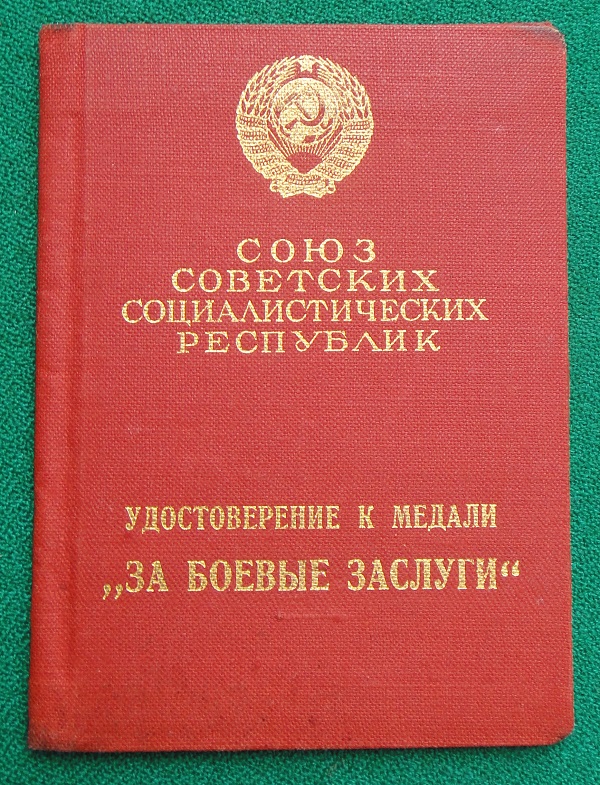 СОЮЗ
СОВЕТСКИХ
СОЦИАЛИСТИЧЕСКИХ
РЕСПУБЛИК
УДОСТОВЕРЕНИЕ К МЕДАЛИ
„ЗА БОЕВЫЕ ЗАСЛУГИ“